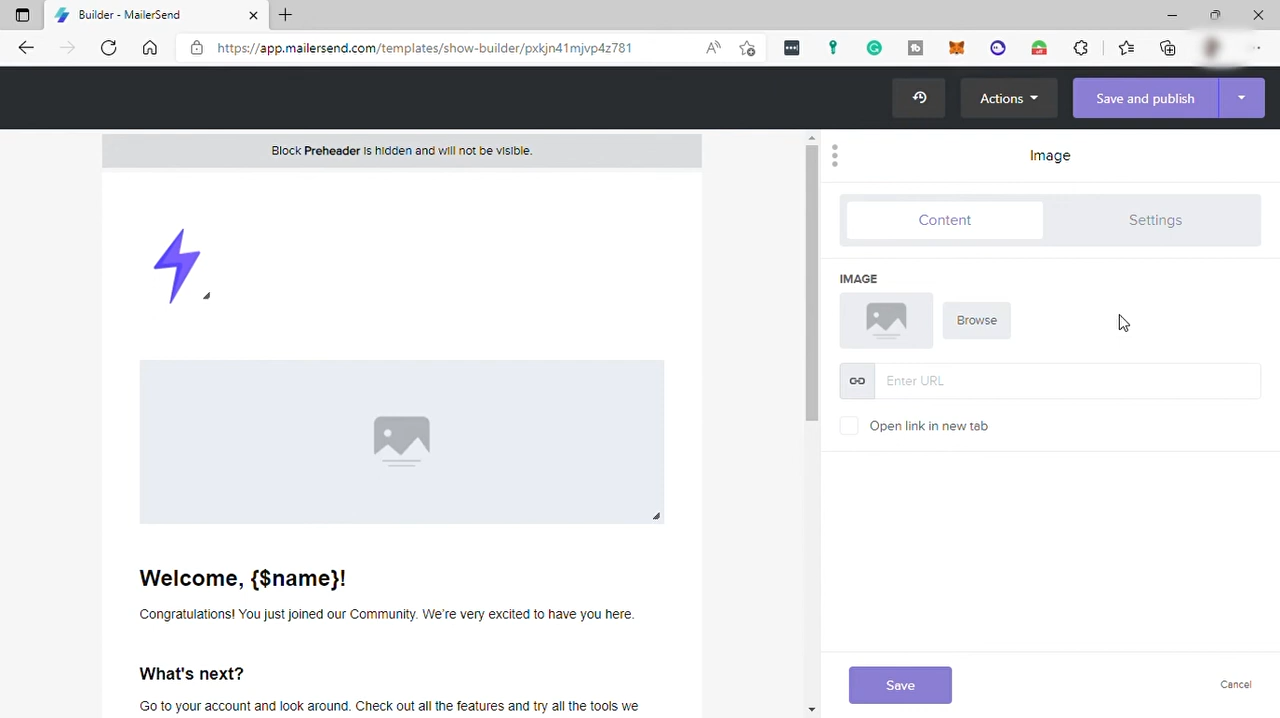 Builder - MailerSend
https://app.mailersend.com/templates/show-builder/pxkjn41mjvp4z781
Actions
Save and publish
Block Preheader is hidden and will not be visible.
Image
Content
Settings
IMAGE
Browse
Enter URL
Open link in new tab
Welcome, {$name}!
Congratulations! You just joined our Community. We're very excited to have you here.
What's next?
Go to your account and look around. Check out all the features and try all the tools we
Save
Cancel